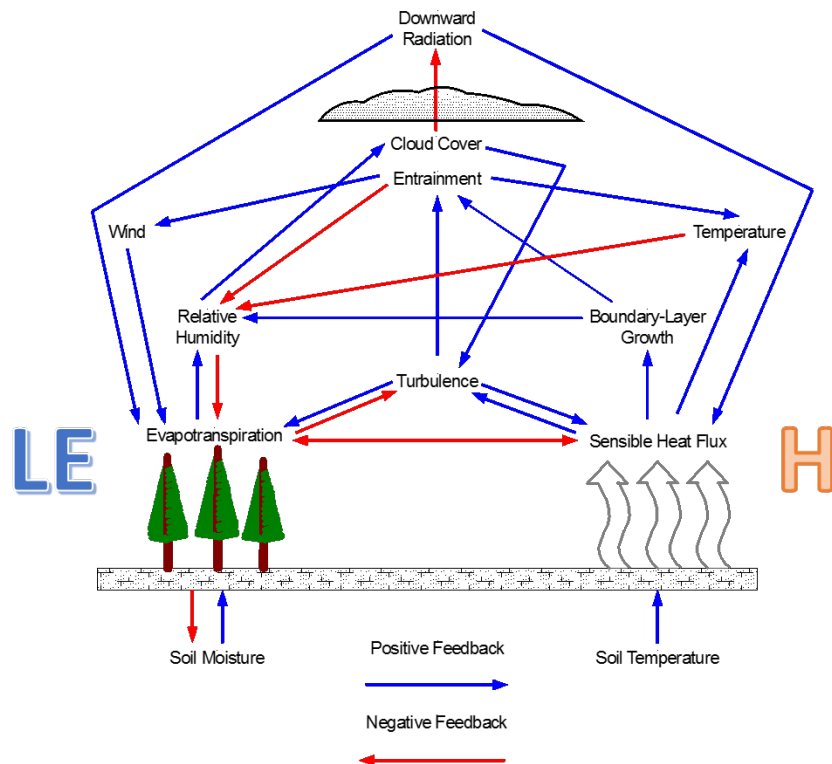 Downward
Radiation
Cloud Cover
Entrainment
Wind
Temperature
Relative
Humidity
Boundary-Layer
Growth
Turbulence
Evapotranspiration
Sensible Heat Flux
LE
H
Soil Moisture
Positive Feedback
Soil Temperature
Negative Feedback